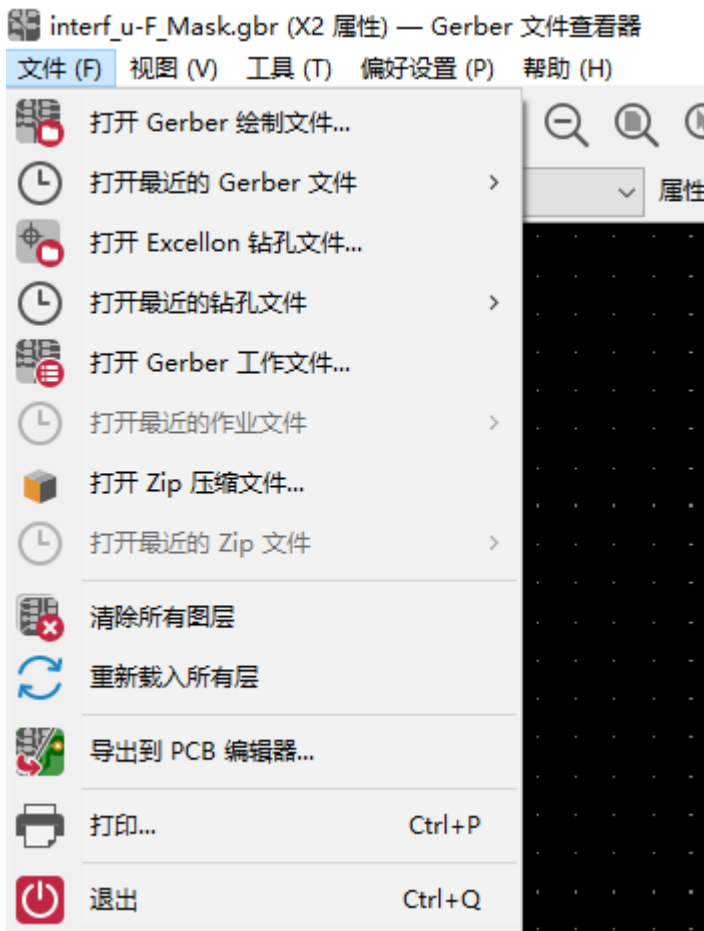 interf_u-F_Mask.gbr (X2 属性) — Gerber 文件查看器
文件 (F) 视图 (V) 工具 (T) 偏好设置 (P) 帮助 (H)
打开 Gerber 绘制文件...
打开最近的 Gerber 文件
属性
打开 Excellon 钻孔文件...
打开最近的钻孔文件
打开 Gerber 工作文件...
打开最近的作业文件
打开 Zip 压缩文件...
打开最近的 Zip 文件
清除所有图层
重新载入所有层
导出到 PCB 编辑器...
打印... Ctrl+P
退出 Ctrl+Q